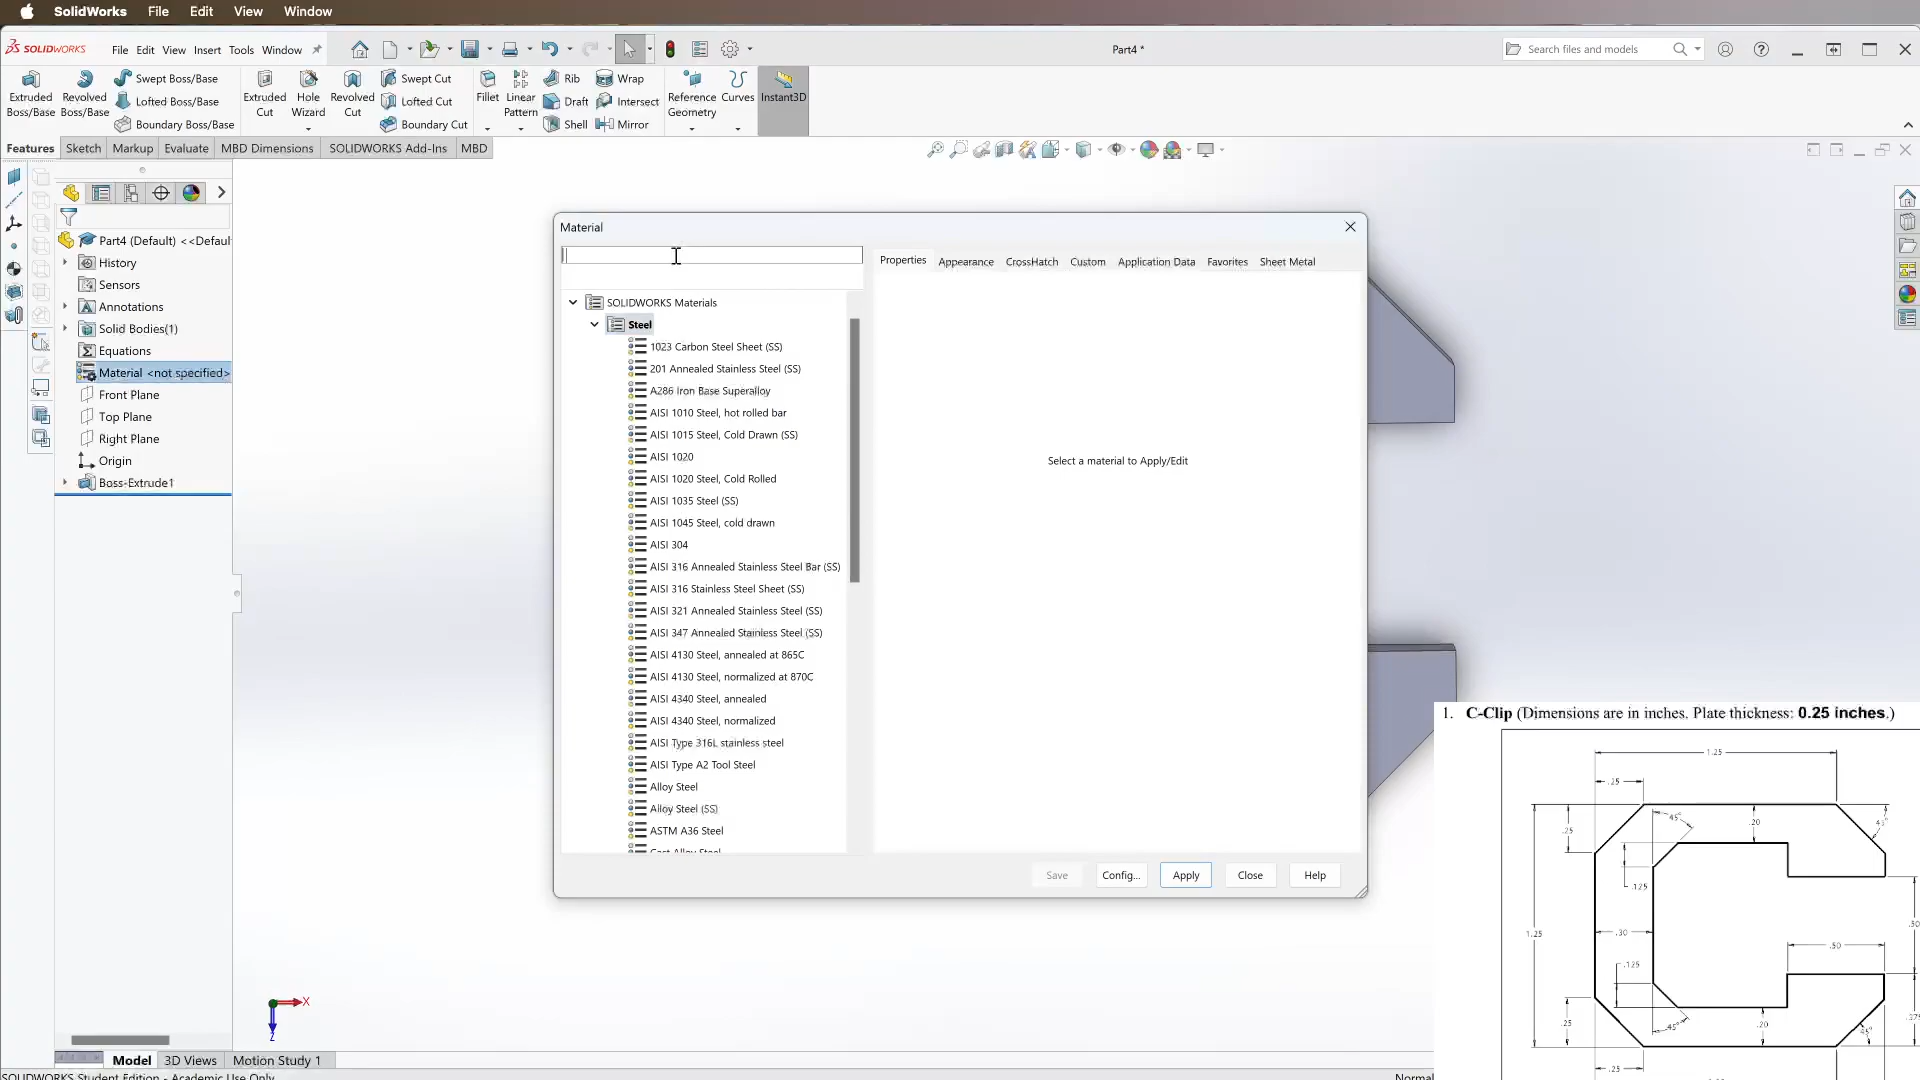 SolidWorks File Edit View Window
SOLIDWORKS File Edit View Insert Tools Window Part4 * Search files and models
Extruded Boss/Base
Revolved Boss/Base
Swept Boss/Base
Lofted Boss/Base
Boundary Boss/Base
Extruded Cut
Hole Wizard
Revolved Cut
Swept Cut
Lofted Cut
Boundary Cut
Fillet
Linear Pattern
Rib
Draft
Shell
Wrap
Intersect
Mirror
Reference Geometry
Curves
Instant3D
Features Sketch Markup Evaluate MBD Dimensions SOLIDWORKS Add-Ins MBD
Part4 (Default) <<Defaul
History
Sensors
Annotations
Solid Bodies(1)
Equations
Material <not specified>
Front Plane
Top Plane
Right Plane
Origin
Boss-Extrude1
Material
Properties Appearance CrossHatch Custom Application Data Favorites Sheet Metal
SOLIDWORKS Materials
Steel
1023 Carbon Steel Sheet (SS)
201 Annealed Stainless Steel (SS)
A286 Iron Base Superalloy
AISI 1010 Steel, hot rolled bar
AISI 1015 Steel, Cold Drawn (SS)
AISI 1020
AISI 1020 Steel, Cold Rolled
AISI 1035 Steel (SS)
AISI 1045 Steel, cold drawn
AISI 304
AISI 316 Annealed Stainless Steel Bar (SS)
AISI 316 Stainless Steel Sheet (SS)
AISI 321 Annealed Stainless Steel (SS)
AISI 347 Annealed Stainless Steel (SS)
AISI 4130 Steel, annealed at 865C
AISI 4130 Steel, normalized at 870C
AISI 4340 Steel, annealed
AISI 4340 Steel, normalized
AISI Type 316L stainless steel
AISI Type A2 Tool Steel
Alloy Steel
Alloy Steel (SS)
ASTM A36 Steel
Cast Alloy Steel
Select a material to Apply/Edit
Save Config... Apply Close Help
1. C-Clip (Dimensions are in inches. Plate thickness: 0.25 inches.)
1.25
.25
45°
.20
45°
.25
.125
1.25
.30
.50
.125
.25
45°
.20
45°
.25
X
Z
Model 3D Views Motion Study 1
SOLIDWORKS Student Edition - Academic Use Only